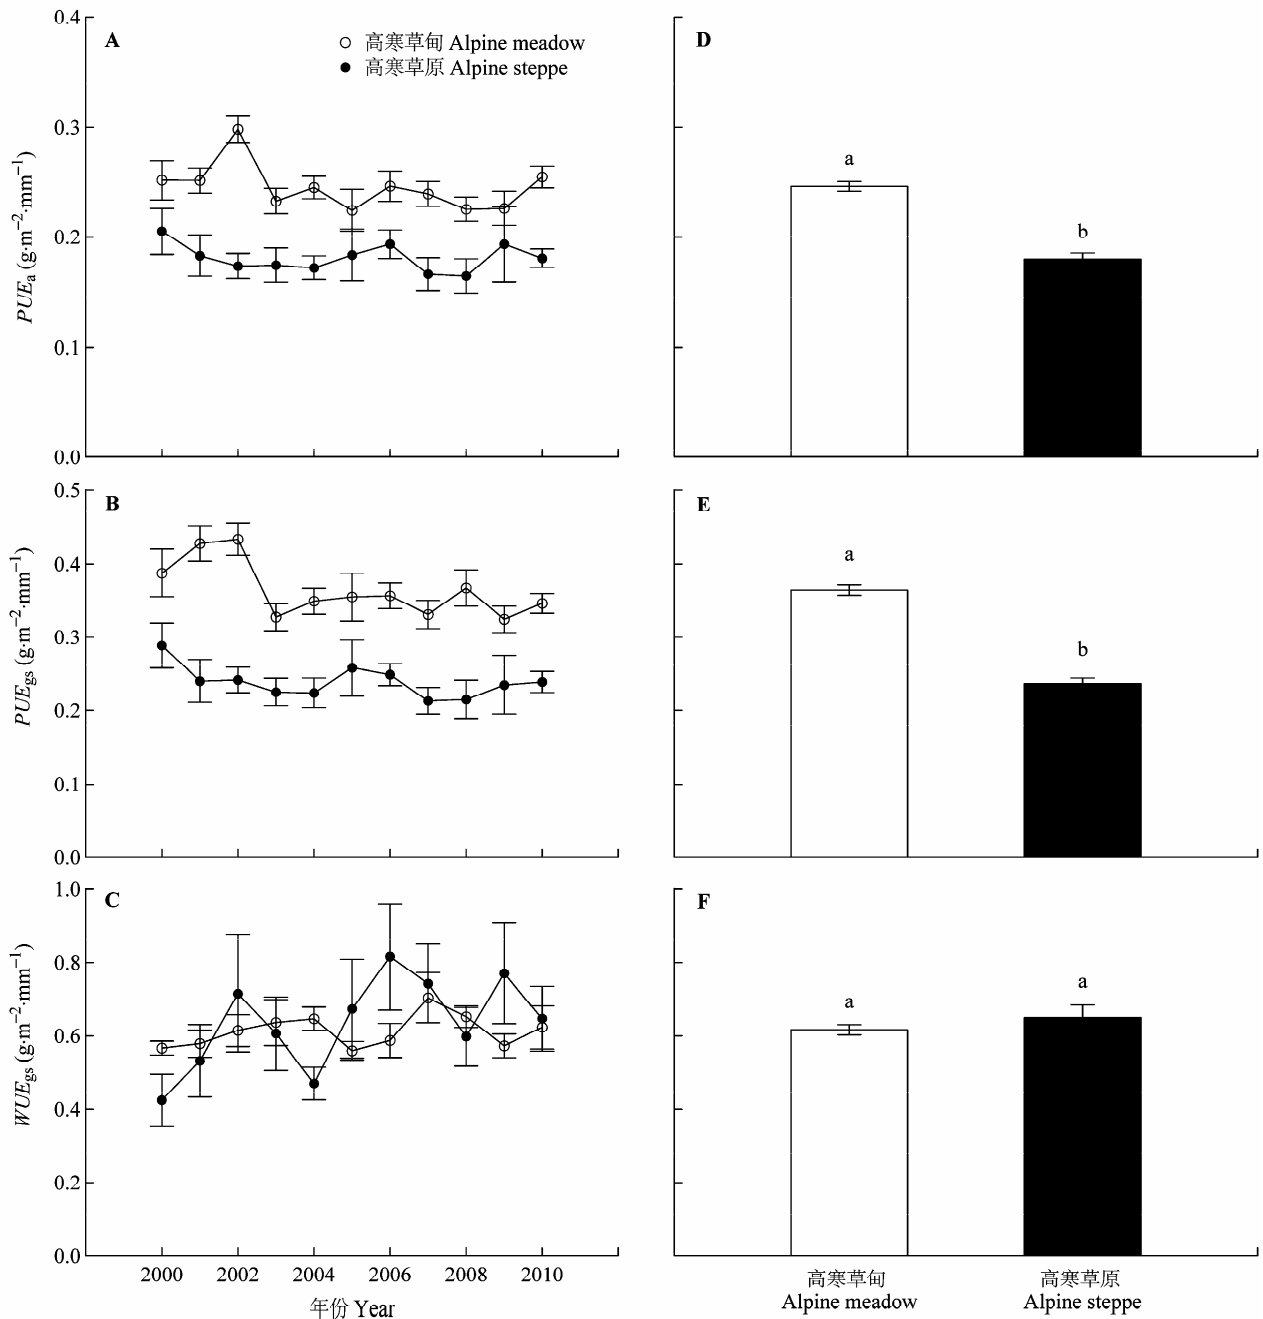 A
高寒草甸 Alpine meadow
高寒草原 Alpine steppe
0.4
0.3
0.2
0.1
0.0
PUEa (g·m−2·mm−1)
D
a
b
B
0.5
0.4
0.3
0.2
0.1
0.0
PUEgs (g·m−2·mm−1)
E
a
b
C
1.0
0.8
0.6
0.4
0.2
0.0
WUEgs (g·m−2·mm−1)
2000 2002 2004 2006 2008 2010
年份 Year
F
a
a
高寒草甸
Alpine meadow
高寒草原
Alpine steppe